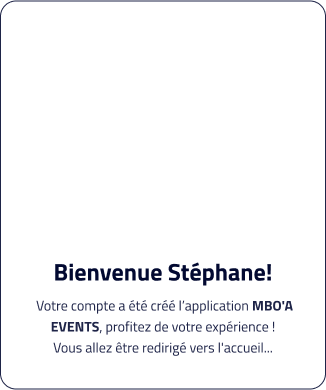 Bienvenue Stéphane!
Votre compte a été créé l'application MBO'A
EVENTS, profitez de votre expérience !
Vous allez être redirigé vers l'accueil...